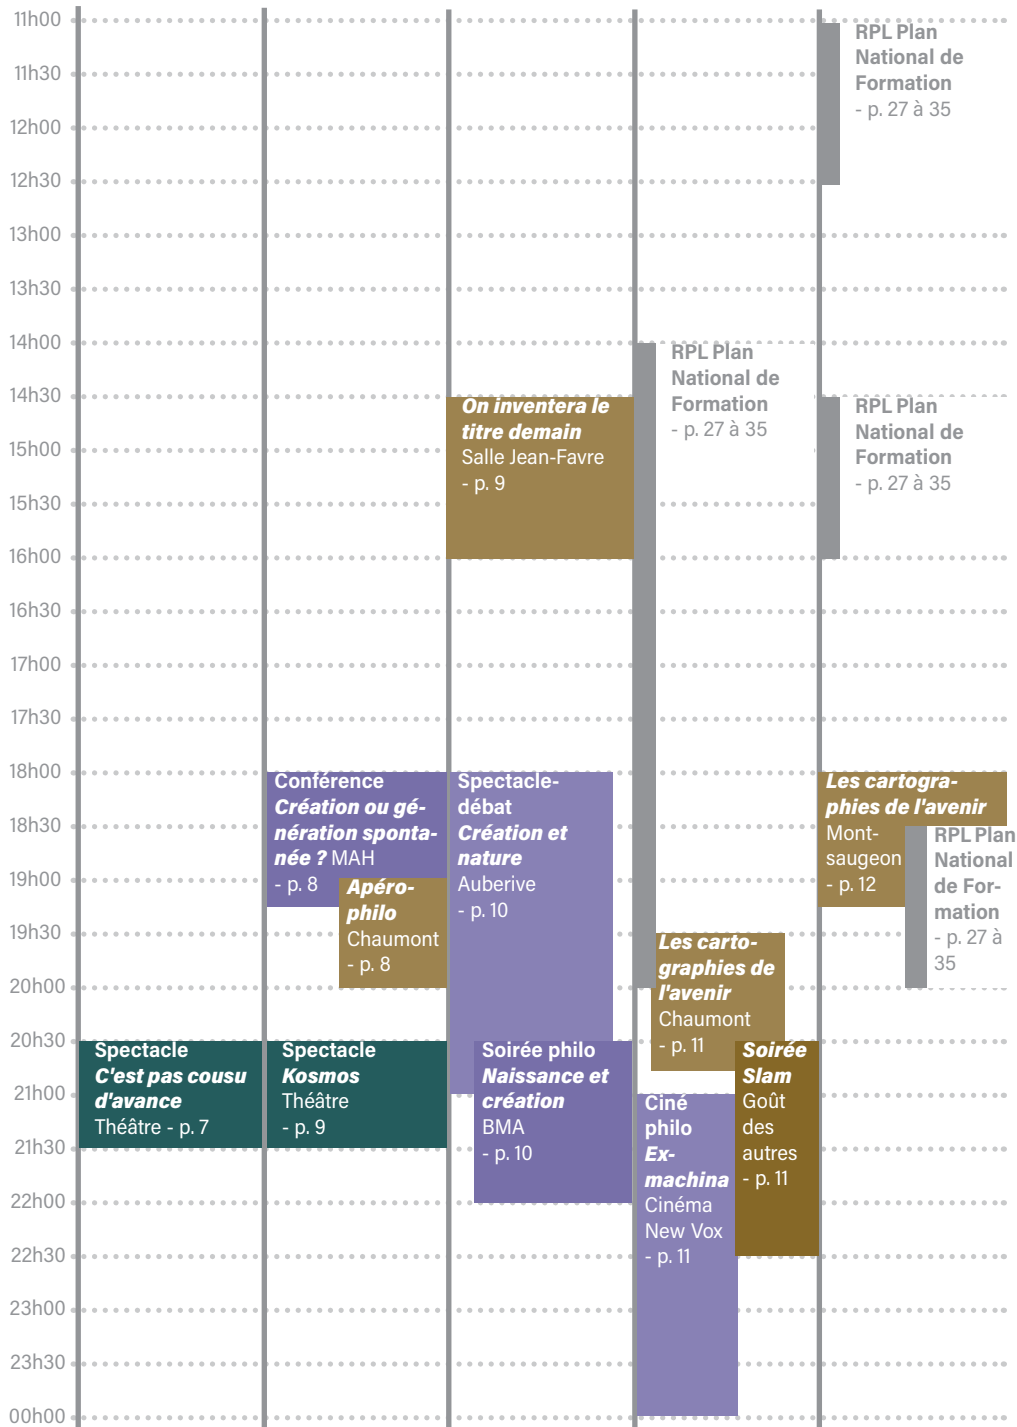 11h00
11h30
12h00
12h30
13h00
13h30
14h00
14h30
15h00
15h30
16h00
16h30
17h00
17h30
18h00
18h30
19h00
19h30
20h00
20h30
21h00
21h30
22h00
22h30
23h00
23h30
00h00
Spectacle
C'est pas cousu
d'avance
Théâtre - p. 7
Conférence
Création ou gé-
nération sponta-
née ? MAH
- p. 8
Apéro-
philo
Chaumont
- p. 8
Spectacle
Kosmos
Théâtre
- p. 9
On inventera le
titre demain
Salle Jean-Favre
- p. 9
Spectacle-
débat
Création et
nature
Auberive
- p. 10
Soirée philo
Naissance et
création
BMA
- p. 10
RPL Plan
National de
Formation
- p. 27 à 35
Les carto-
graphies de
l'avenir
Chaumont
- p. 11
Ciné
philo
Ex-
machina
Cinéma
New Vox
- p. 11
Soirée
Slam
Goût
des
autres
- p. 11
RPL Plan
National de
Formation
- p. 27 à 35
RPL Plan
National de
Formation
- p. 27 à 35
Les cartogra-
phies de l'avenir
Mont-
saugeon
- p. 12
RPL Plan
National
de For-
mation
- p. 27 à
35